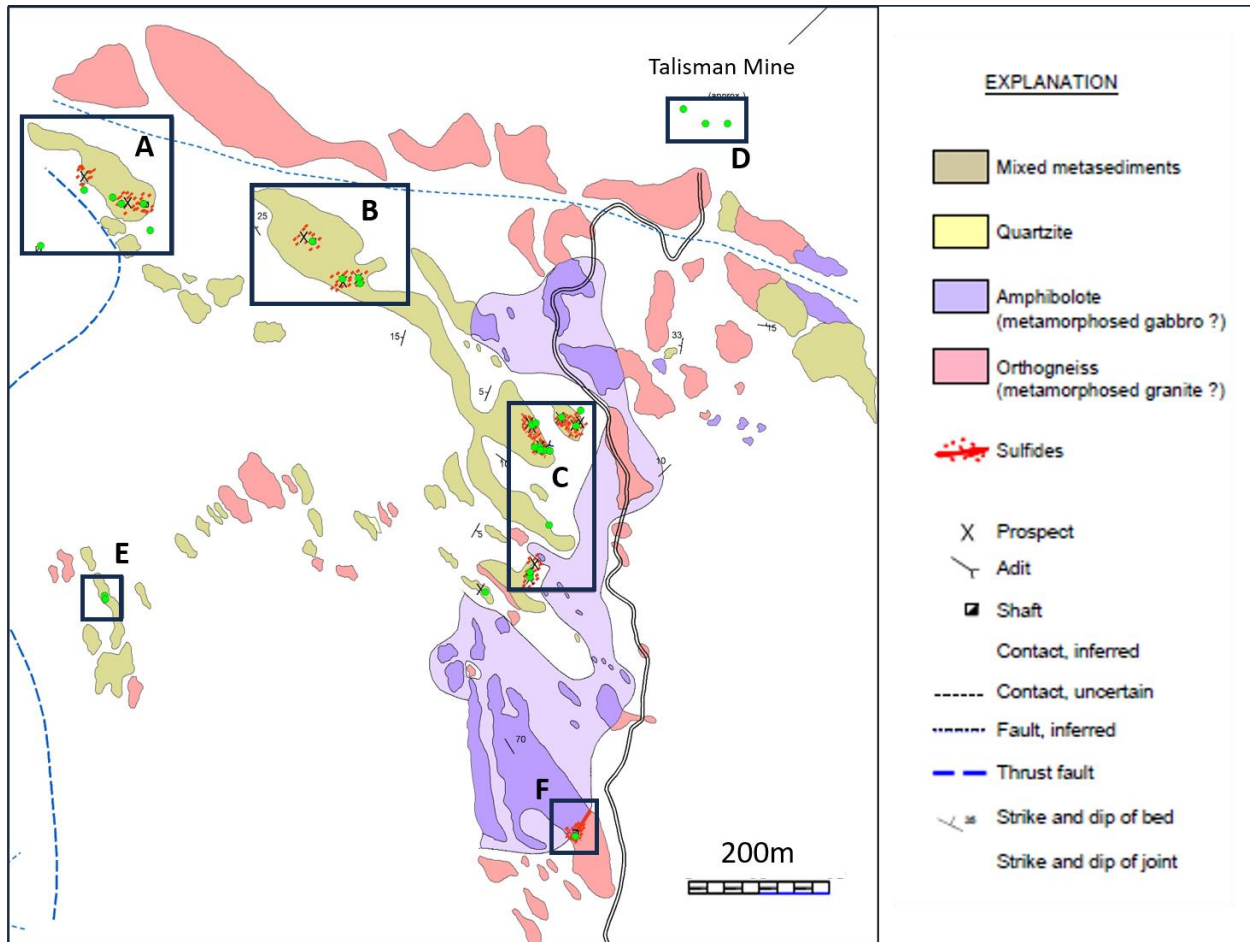 Talisman Mine
(approx.)
A
D
B
25
15
33
15
5
10
C
10
5
E
70
F
200m
EXPLANATION
Mixed metasediments
Quartzite
Amphibolote
(metamorphosed gabbro ?)
Orthogneiss
(metamorphosed granite ?)
Sulfides
Prospect
Adit
Shaft
Contact, inferred
Contact, uncertain
Fault, inferred
Thrust fault
Strike and dip of bed
Strike and dip of joint